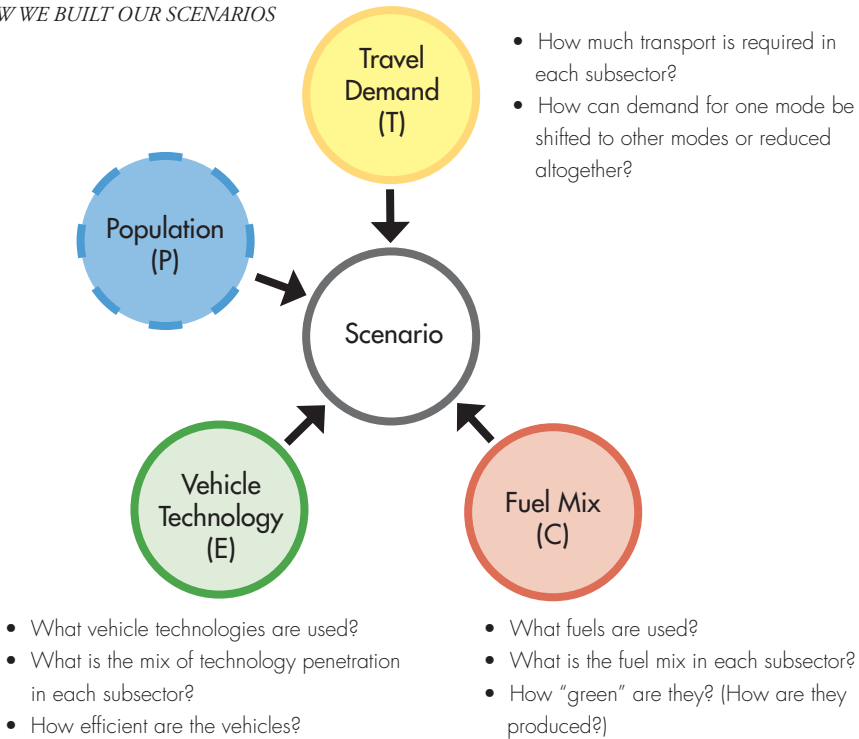 WE BUILT OUR SCENARIOS
Travel
Demand
(T)
• How much transport is required in
each subsector?
• How can demand for one mode be
shifted to other modes or reduced
altogether?
Population
(P)
Scenario
Vehicle
Technology
(E)
Fuel Mix
(C)
• What vehicle technologies are used?
• What is the mix of technology penetration
in each subsector?
• How efficient are the vehicles?
• What fuels are used?
• What is the fuel mix in each subsector?
• How “green” are they? (How are they
produced?)